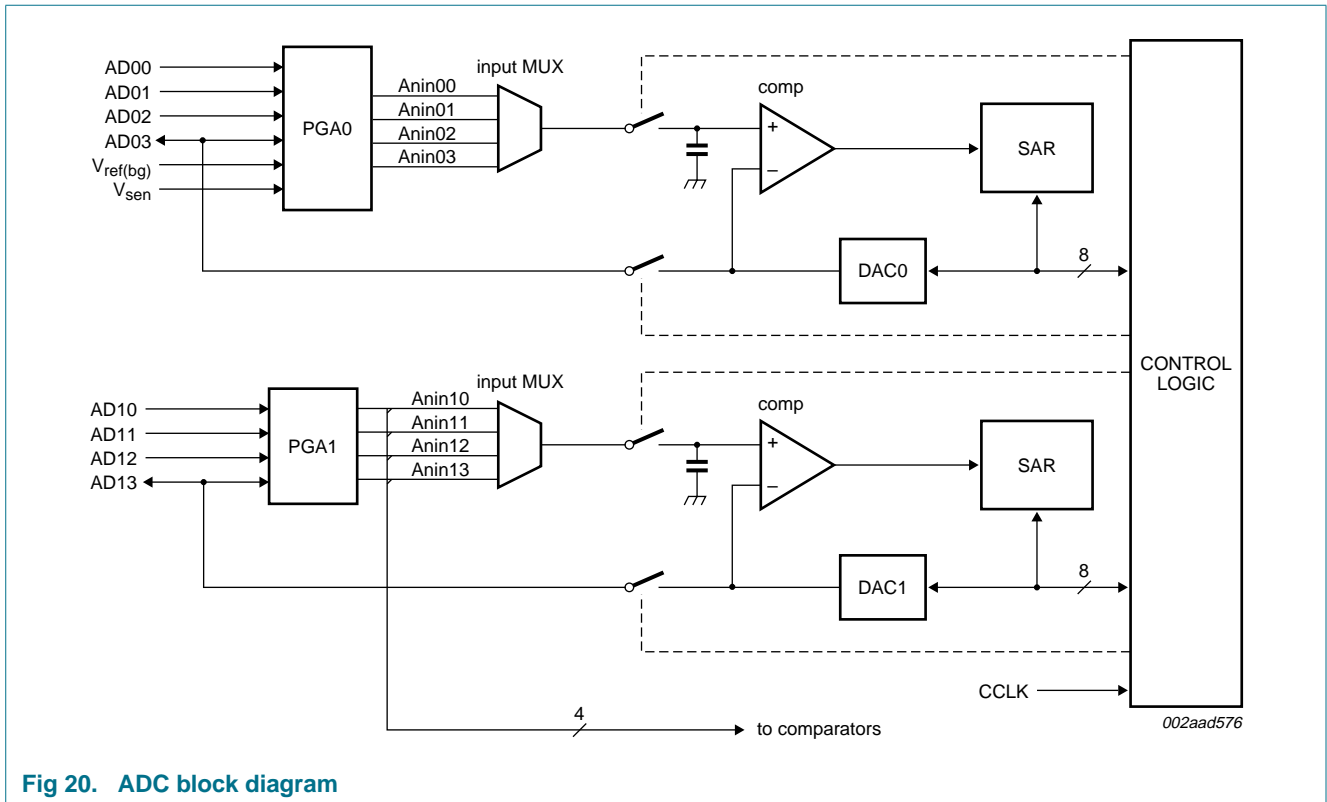 AD00
AD01
AD02
AD03
Vref(bg)
Vsen
PGA0
Anin00
Anin01
Anin02
Anin03
input MUX
comp
+
–
SAR
DAC0
8
AD10
AD11
AD12
AD13
PGA1
Anin10
Anin11
Anin12
Anin13
input MUX
comp
+
–
SAR
DAC1
8
CONTROL
LOGIC
CCLK
4
to comparators
002aad576
Fig 20. ADC block diagram